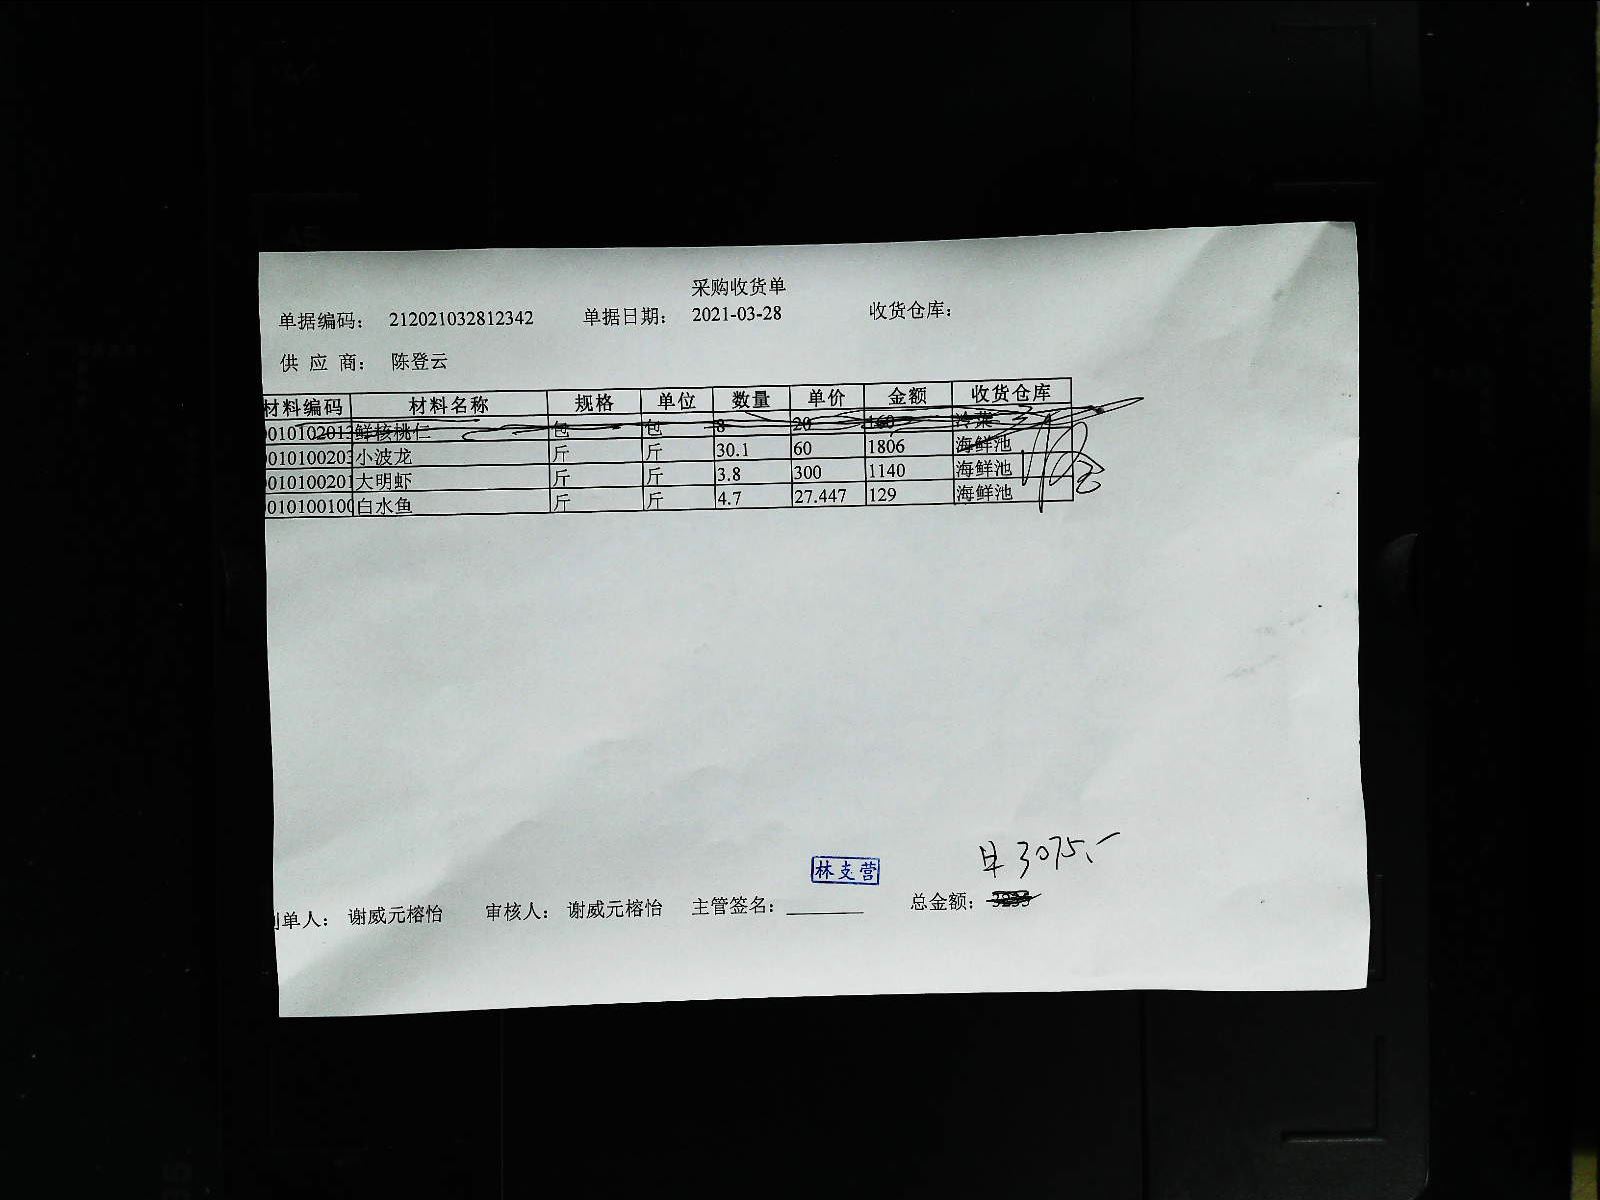 采购收货单
单据编码: 212021032812342 单据日期: 2021-03-28 收货仓库:
供应商: 陈登云
材料编码 材料名称 规格 单位 数量 单价 金额 收货仓库
010102013 鲜核桃仁 包 包 8 20 160 冷菜
010100203 小波龙 斤 斤 30.1 60 1806 海鲜池
010100201 大明虾 斤 斤 3.8 300 1140 海鲜池
010100100 白水鱼 斤 斤 4.7 27.447 129 海鲜池
3075.-
林支营
制单人: 谢威元榕怡 审核人: 谢威元榕怡 主管签名: 总金额: 3235